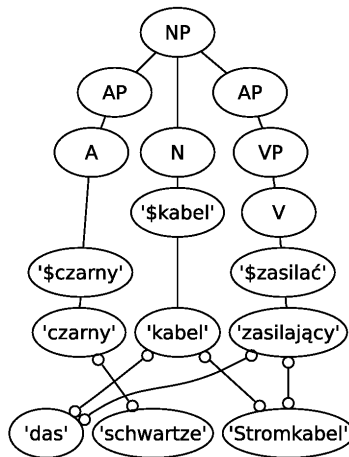 NP
AP AP
A N VP
'$kabel' V
'$czarny' '$zasilać'
'czarny' 'kabel' 'zasilający'
'das' 'schwartze' 'Stromkabel'